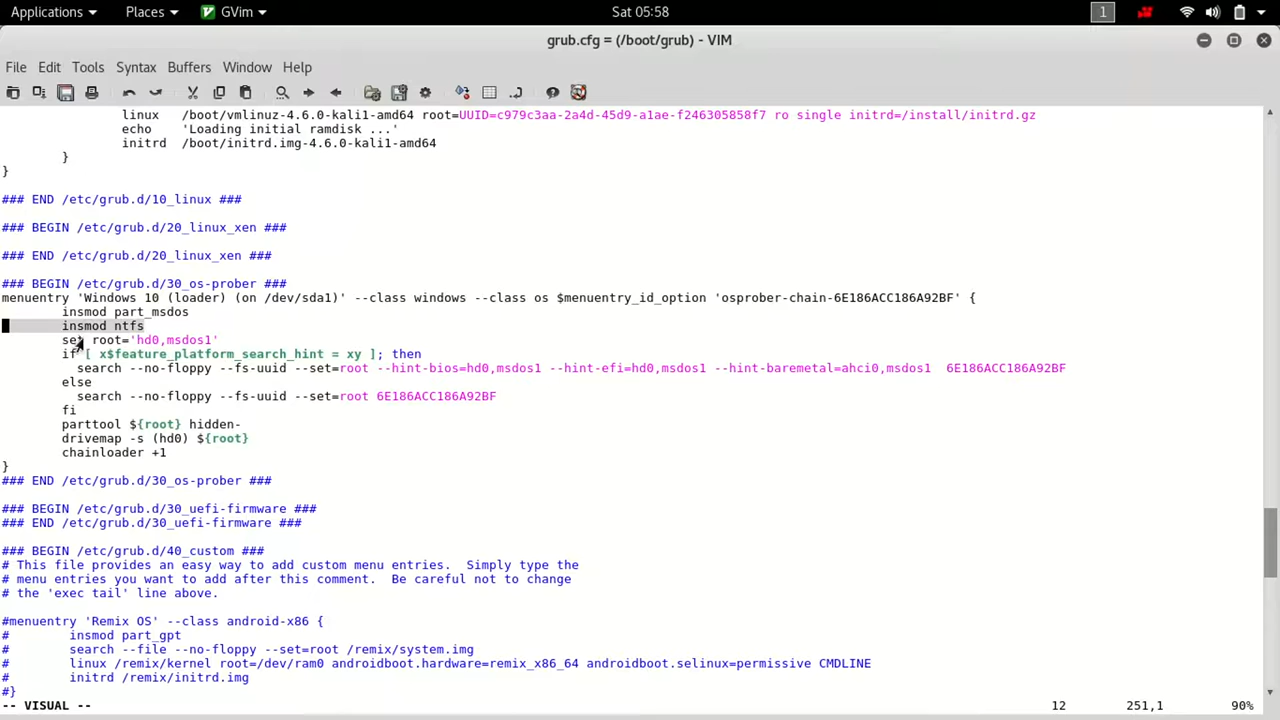 Applications Places GVim Sat 05:58 1
grub.cfg = (/boot/grub) - VIM
File Edit Tools Syntax Buffers Window Help
linux /boot/vmlinuz-4.6.0-kali1-amd64 root=UUID=c979c3aa-2a4d-45d9-a1ae-f246305858f7 ro single initrd=/install/initrd.gz
echo 'Loading initial ramdisk ...'
initrd /boot/initrd.img-4.6.0-kali1-amd64
}
}
### END /etc/grub.d/10_linux ###
### BEGIN /etc/grub.d/20_linux_xen ###
### END /etc/grub.d/20_linux_xen ###
### BEGIN /etc/grub.d/30_os-prober ###
menuentry 'Windows 10 (loader) (on /dev/sda1)' --class windows --class os $menuentry_id_option 'osprober-chain-6E186ACC186A92BF' {
insmod part_msdos
insmod ntfs
set root='hd0,msdos1'
if [ x$feature_platform_search_hint = xy ]; then
search --no-floppy --fs-uuid --set=root --hint-bios=hd0,msdos1 --hint-efi=hd0,msdos1 --hint-baremetal=ahci0,msdos1 6E186ACC186A92BF
else
search --no-floppy --fs-uuid --set=root 6E186ACC186A92BF
fi
parttool ${root} hidden-
drivemap -s (hd0) ${root}
chainloader +1
}
### END /etc/grub.d/30_os-prober ###
### BEGIN /etc/grub.d/30_uefi-firmware ###
### END /etc/grub.d/30_uefi-firmware ###
### BEGIN /etc/grub.d/40_custom ###
# This file provides an easy way to add custom menu entries. Simply type the
# menu entries you want to add after this comment. Be careful not to change
# the 'exec tail' line above.
#menuentry 'Remix OS' --class android-x86 {
# insmod part_gpt
# search --file --no-floppy --set=root /remix/system.img
# linux /remix/kernel root=/dev/ram0 androidboot.hardware=remix_x86_64 androidboot.selinux=permissive CMDLINE
# initrd /remix/initrd.img
#}
-- VISUAL -- 12 251,1 90%